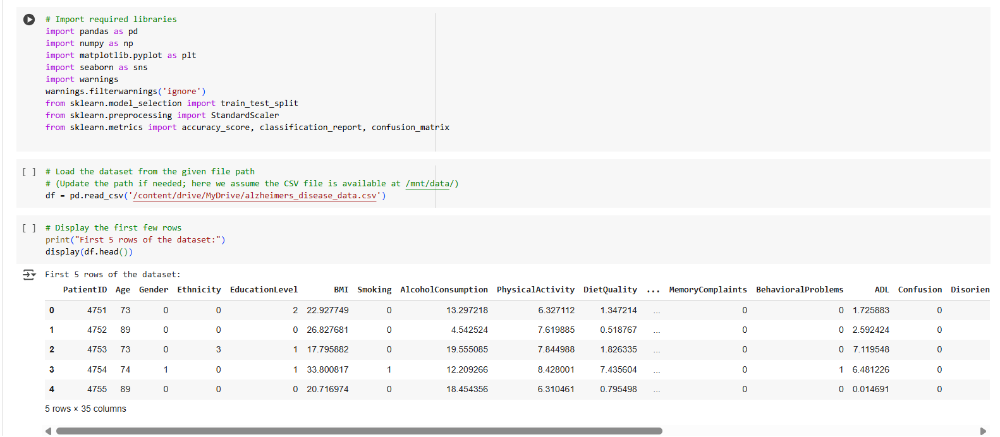 # Import required libraries
import pandas as pd
import numpy as np
import matplotlib.pyplot as plt
import seaborn as sns
import warnings
warnings.filterwarnings('ignore')
from sklearn.model_selection import train_test_split
from sklearn.preprocessing import StandardScaler
from sklearn.metrics import accuracy_score, classification_report, confusion_matrix
[ ] # Load the dataset from the given file path
# (Update the path if needed; here we assume the CSV file is available at /mnt/data/)
df = pd.read_csv('/content/drive/MyDrive/alzheimers_disease_data.csv')
[ ] # Display the first few rows
print("First 5 rows of the dataset:")
display(df.head())
First 5 rows of the dataset:
PatientID Age Gender Ethnicity EducationLevel BMI Smoking AlcoholConsumption PhysicalActivity DietQuality ... MemoryComplaints BehavioralProblems ADL Confusion Disorien
0 4751 73 0 0 2 22.927749 0 13.297218 6.327112 1.347214 ... 0 0 1.725883 0
1 4752 89 0 0 0 26.827681 0 4.542524 7.619885 0.518767 ... 0 0 2.592424 0
2 4753 73 0 3 1 17.795882 0 19.555085 7.844988 1.826335 ... 0 0 7.119548 0
3 4754 74 1 0 1 33.800817 1 12.209266 8.428001 7.435604 ... 0 1 6.481226 0
4 4755 89 0 0 0 20.716974 0 18.454356 6.310461 0.795498 ... 0 0 0.014691 0
5 rows × 35 columns